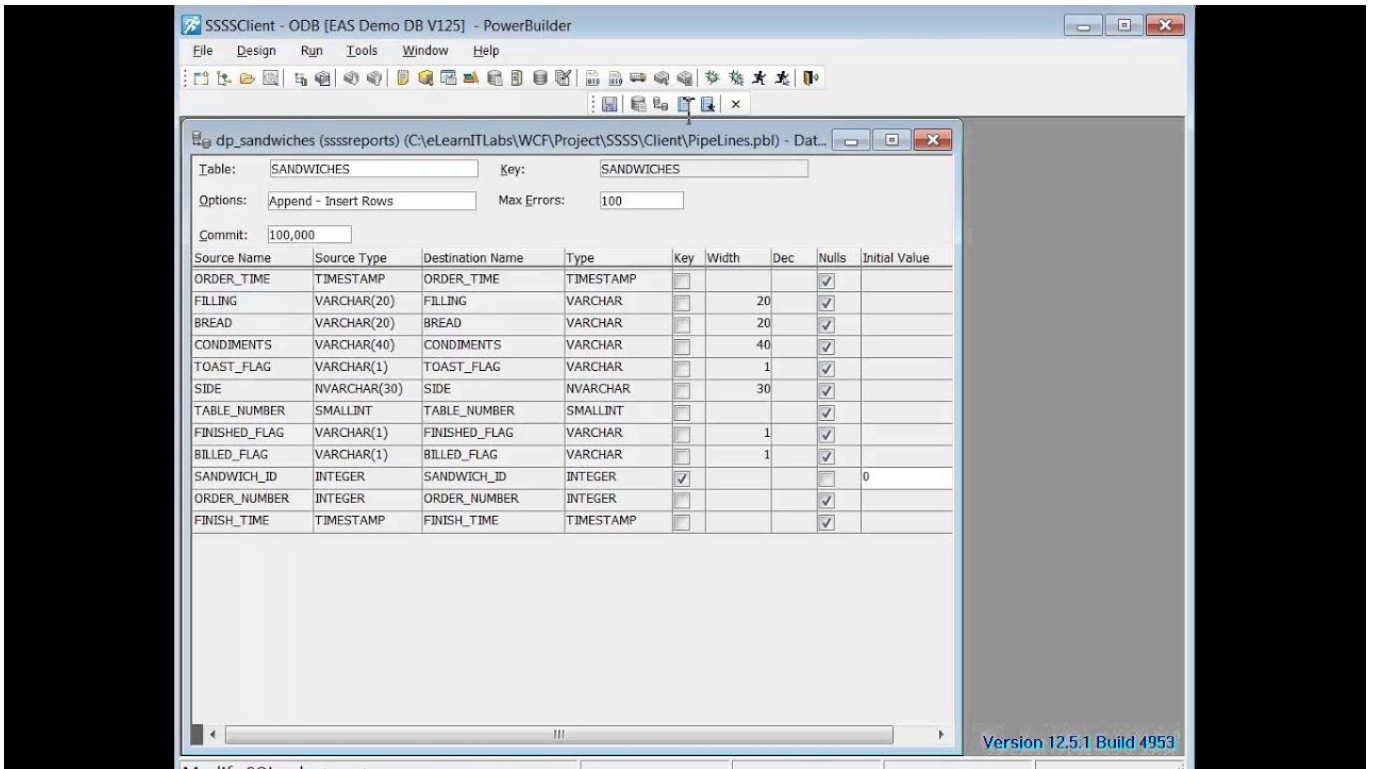 SSSSClient - ODB [EAS Demo DB V125] - PowerBuilder
File Design Run Tools Window Help
dp_sandwiches (ssssreports) (C:\eLearnITLabs\WCF\Project\SSSS\Client\PipeLines.pbl) - Dat...
Table: SANDWICHES Key: SANDWICHES
Options: Append - Insert Rows Max Errors: 100
Commit: 100,000
Source Name Source Type Destination Name Type Key Width Dec Nulls Initial Value
ORDER_TIME TIMESTAMP ORDER_TIME TIMESTAMP
FILLING VARCHAR(20) FILLING VARCHAR 20
BREAD VARCHAR(20) BREAD VARCHAR 20
CONDIMENTS VARCHAR(40) CONDIMENTS VARCHAR 40
TOAST_FLAG VARCHAR(1) TOAST_FLAG VARCHAR 1
SIDE NVARCHAR(30) SIDE NVARCHAR 30
TABLE_NUMBER SMALLINT TABLE_NUMBER SMALLINT
FINISHED_FLAG VARCHAR(1) FINISHED_FLAG VARCHAR 1
BILLED_FLAG VARCHAR(1) BILLED_FLAG VARCHAR 1
SANDWICH_ID INTEGER SANDWICH_ID INTEGER 0
ORDER_NUMBER INTEGER ORDER_NUMBER INTEGER
FINISH_TIME TIMESTAMP FINISH_TIME TIMESTAMP
Version 12.5.1 Build 4953